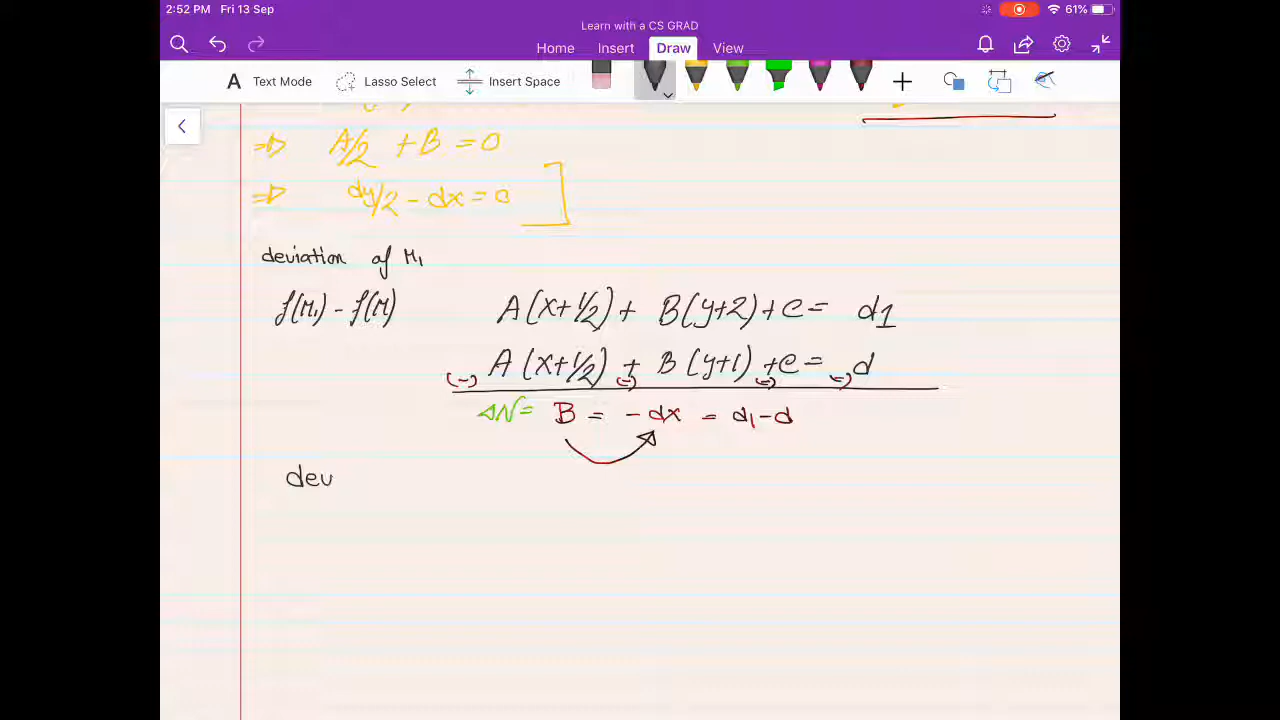 2:52 PM Fri 13 Sep
61%
Learn with a CS GRAD
Home Insert Draw View
A Text Mode Lasso Select Insert Space
=> A/2 + B = 0
=> dy/2 - dx = 0
deviation of M₁
f(M₁) - f(M) A(x+1/2) + B(y+2) + C = d1
A(x+1/2) + B(y+1) + C = d
(-) (-) (-) (-)
ΔN = B = -dx = d₁-d
dev